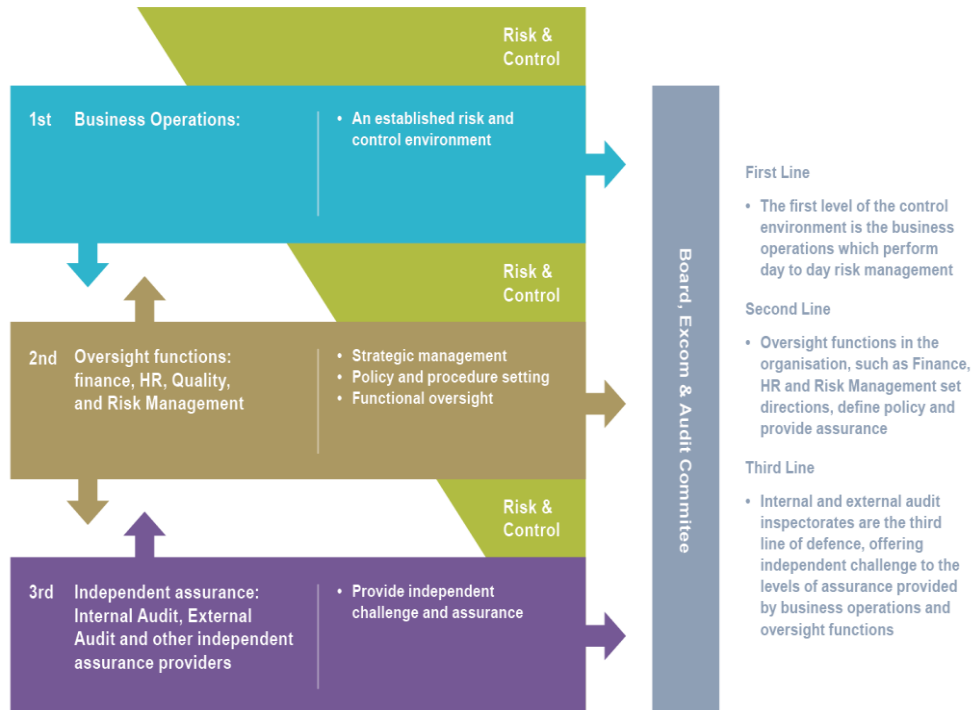 Risk &
Control
1st Business Operations:
• An established risk and
control environment
Risk &
Control
2nd Oversight functions:
finance, HR, Quality,
and Risk Management
• Strategic management
• Policy and procedure setting
• Functional oversight
Risk &
Control
3rd Independent assurance:
Internal Audit, External
Audit and other independent
assurance providers
• Provide independent
challenge and assurance
Board, Excom & Audit Commitee
First Line
• The first level of the control
environment is the business
operations which perform
day to day risk management
Second Line
• Oversight functions in the
organisation, such as Finance,
HR and Risk Management set
directions, define policy and
provide assurance
Third Line
• Internal and external audit
inspectorates are the third
line of defence, offering
independent challenge to the
levels of assurance provided
by business operations and
oversight functions